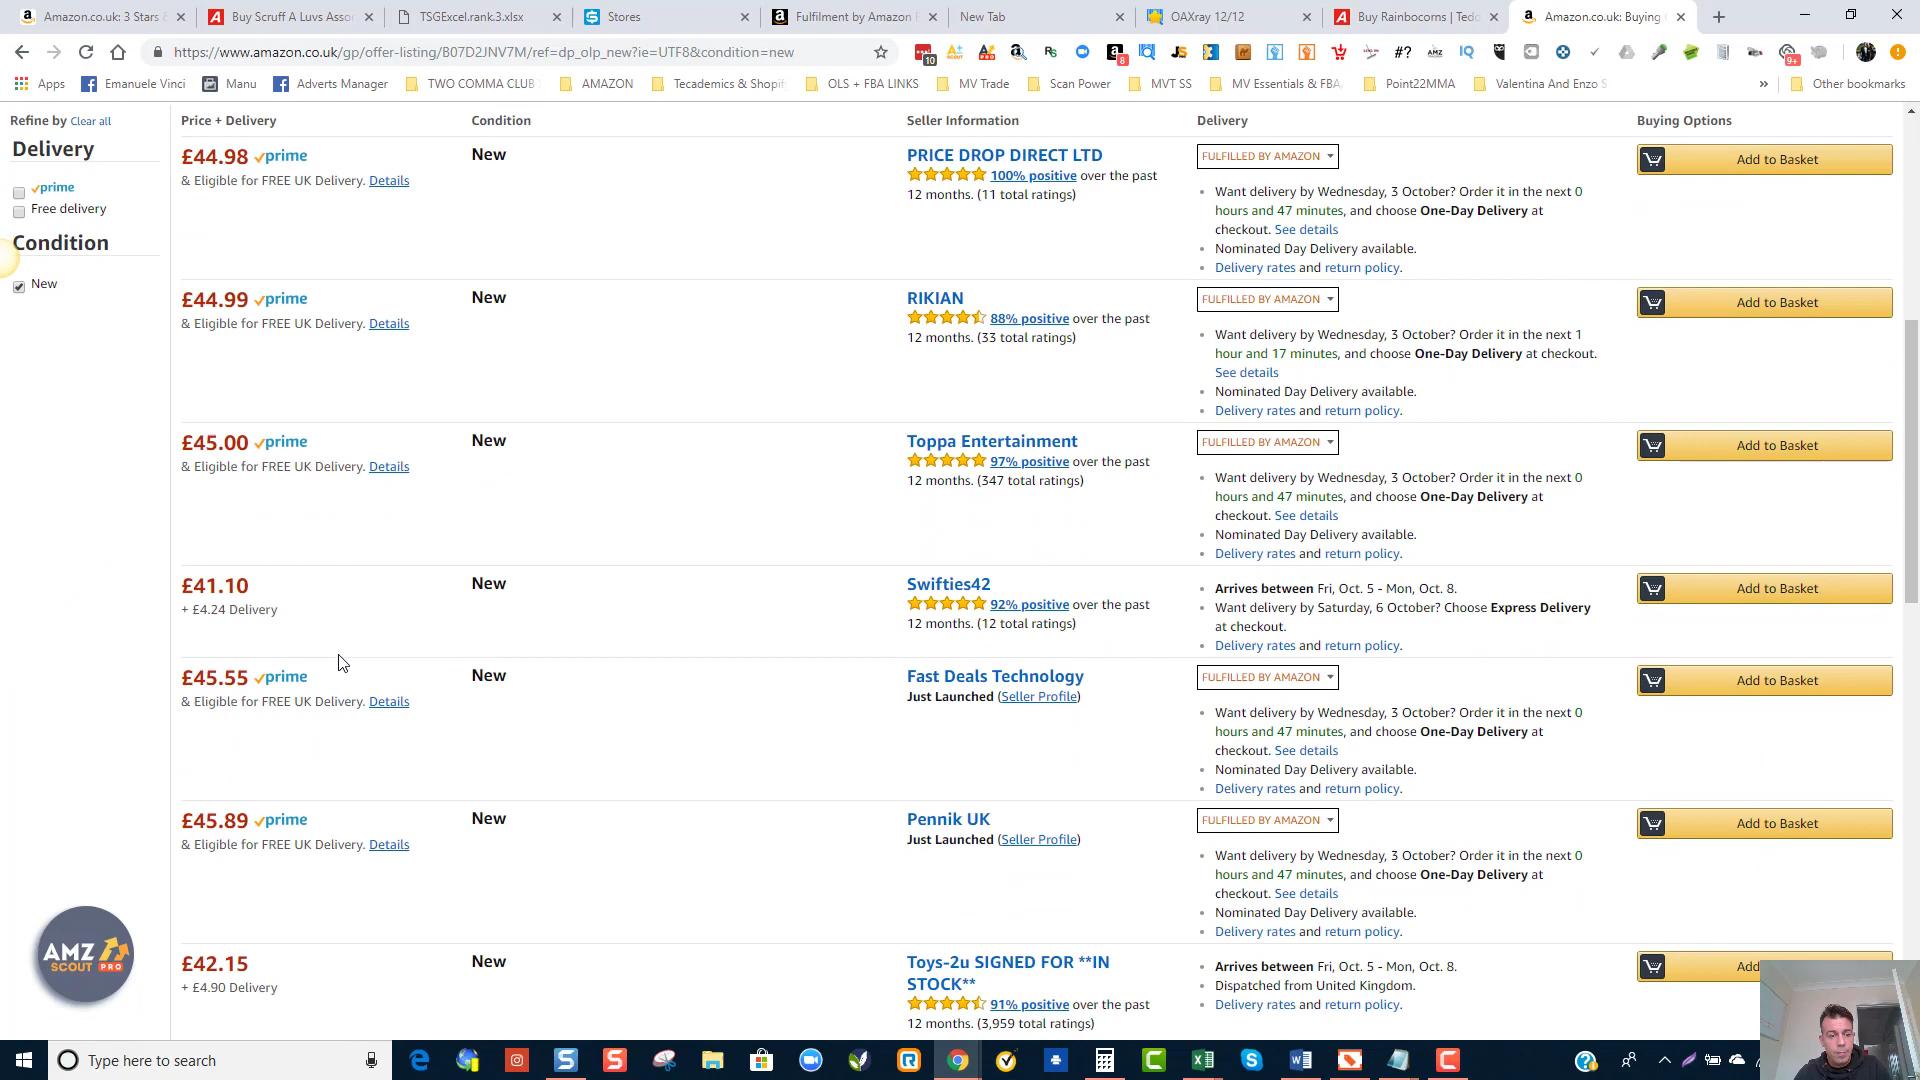 Amazon.co.uk: 3 Stars
Buy Scruff A Luvs Assor
TSGExcel.rank.3.xlsx
Stores
Fulfilment by Amazon
New Tab
OAXray 12/12
Buy Rainbocorns | Tedd
Amazon.co.uk: Buying
https://www.amazon.co.uk/gp/offer-listing/B07D2JNV7M/ref=dp_olp_new?ie=UTF8&condition=new
Apps
Emanuele Vinci
Manu
Adverts Manager
TWO COMMA CLUB
AMAZON
Tecademics & Shopif
OLS + FBA LINKS
MV Trade
Scan Power
MVT SS
MV Essentials & FBA
Point22MMA
Valentina And Enzo S
Other bookmarks
Refine by Clear all
Delivery
prime
Free delivery
Condition
New
Price + Delivery
Condition
Seller Information
Delivery
Buying Options
£44.98 prime
& Eligible for FREE UK Delivery. Details
New
PRICE DROP DIRECT LTD
100% positive over the past
12 months. (11 total ratings)
FULFILLED BY AMAZON
Want delivery by Wednesday, 3 October? Order it in the next 0
hours and 47 minutes, and choose One-Day Delivery at
checkout. See details
Nominated Day Delivery available.
Delivery rates and return policy.
Add to Basket
£44.99 prime
& Eligible for FREE UK Delivery. Details
New
RIKIAN
88% positive over the past
12 months. (33 total ratings)
FULFILLED BY AMAZON
Want delivery by Wednesday, 3 October? Order it in the next 1
hour and 17 minutes, and choose One-Day Delivery at checkout.
See details
Nominated Day Delivery available.
Delivery rates and return policy.
Add to Basket
£45.00 prime
& Eligible for FREE UK Delivery. Details
New
Toppa Entertainment
97% positive over the past
12 months. (347 total ratings)
FULFILLED BY AMAZON
Want delivery by Wednesday, 3 October? Order it in the next 0
hours and 47 minutes, and choose One-Day Delivery at
checkout. See details
Nominated Day Delivery available.
Delivery rates and return policy.
Add to Basket
£41.10
+ £4.24 Delivery
New
Swifties42
92% positive over the past
12 months. (12 total ratings)
Arrives between Fri, Oct. 5 - Mon, Oct. 8.
Want delivery by Saturday, 6 October? Choose Express Delivery
at checkout.
Delivery rates and return policy.
Add to Basket
£45.55 prime
& Eligible for FREE UK Delivery. Details
New
Fast Deals Technology
Just Launched (Seller Profile)
FULFILLED BY AMAZON
Want delivery by Wednesday, 3 October? Order it in the next 0
hours and 47 minutes, and choose One-Day Delivery at
checkout. See details
Nominated Day Delivery available.
Delivery rates and return policy.
Add to Basket
£45.89 prime
& Eligible for FREE UK Delivery. Details
New
Pennik UK
Just Launched (Seller Profile)
FULFILLED BY AMAZON
Want delivery by Wednesday, 3 October? Order it in the next 0
hours and 47 minutes, and choose One-Day Delivery at
checkout. See details
Nominated Day Delivery available.
Delivery rates and return policy.
Add to Basket
£42.15
+ £4.90 Delivery
New
Toys-2u SIGNED FOR **IN
STOCK**
91% positive over the past
12 months. (3,959 total ratings)
Arrives between Fri, Oct. 5 - Mon, Oct. 8.
Dispatched from United Kingdom.
Delivery rates and return policy.
Add
AMZ
SCOUT PRO
Type here to search